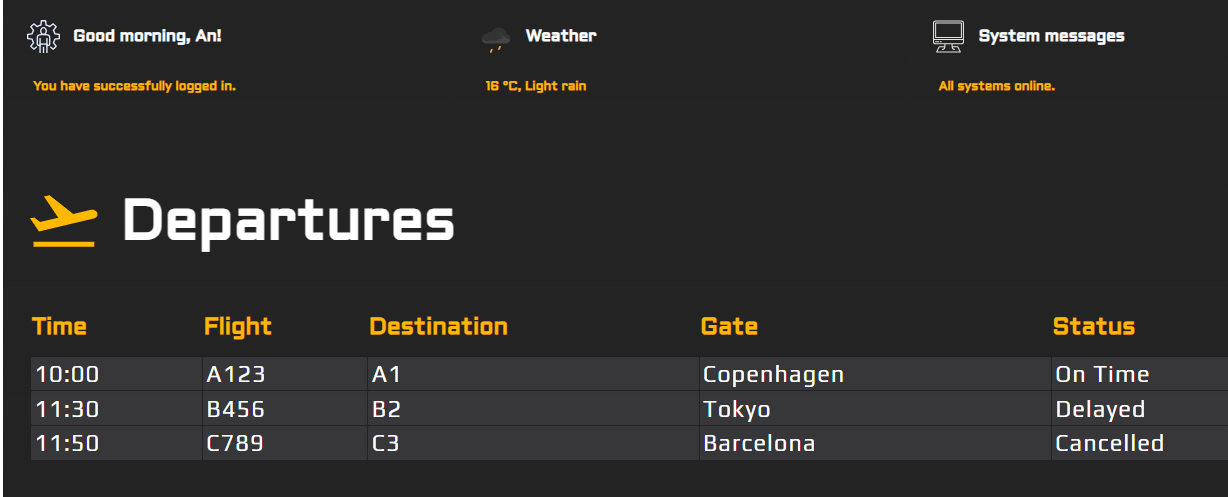 Good morning, An! Weather System messages
You have successfully logged in. 16 °C, Light rain All systems online.
Departures
Time Flight Destination Gate Status
10:00 A123 A1 Copenhagen On Time
11:30 B456 B2 Tokyo Delayed
11:50 C789 C3 Barcelona Cancelled